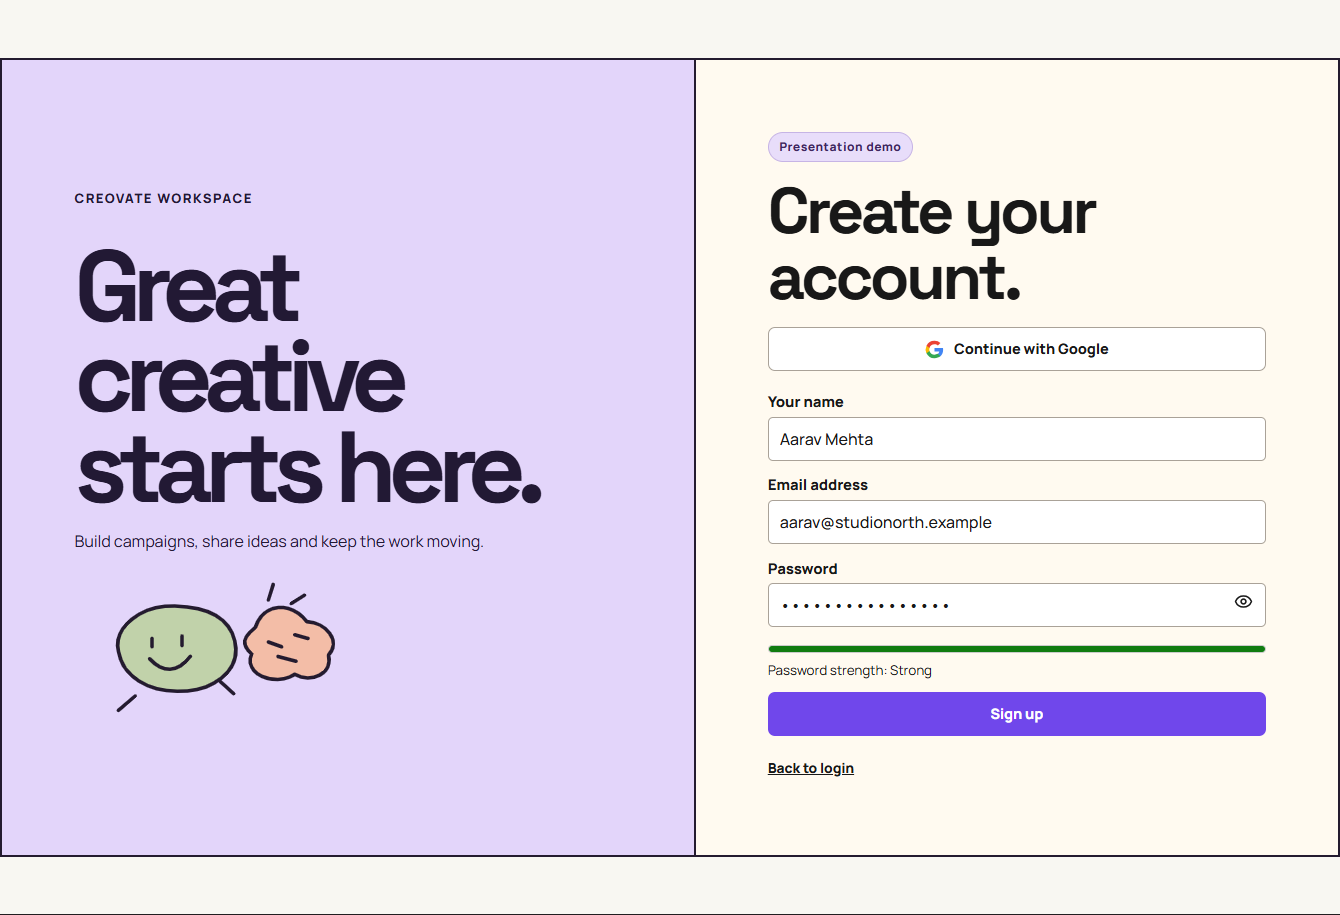 CREOVATE WORKSPACE
Great
creative
starts here.
Build campaigns, share ideas and keep the work moving.
Presentation demo
Create your
account.
Continue with Google
Your name
Aarav Mehta
Email address
aarav@studionorth.example
Password
••••••••••••••••
Password strength: Strong
Sign up
Back to login